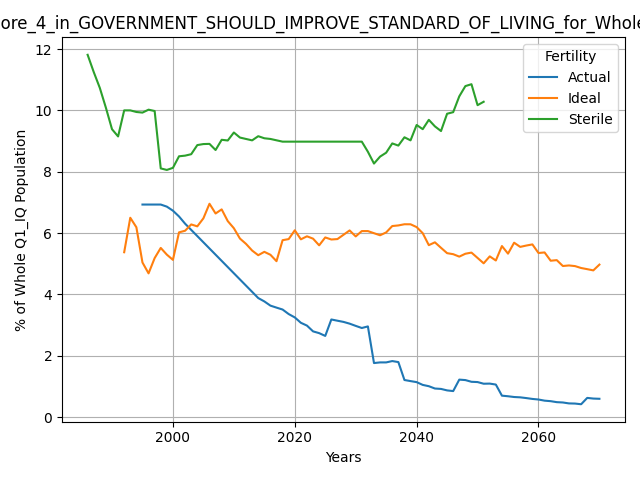 ore_4_in_GOVERNMENT_SHOULD_IMPROVE_STANDARD_OF_LIVING_for_Whole
Fertility
Actual
Ideal
Sterile
% of Whole Q1_IQ Population
12
10
8
6
4
2
0
2000
2020
2040
2060
Years